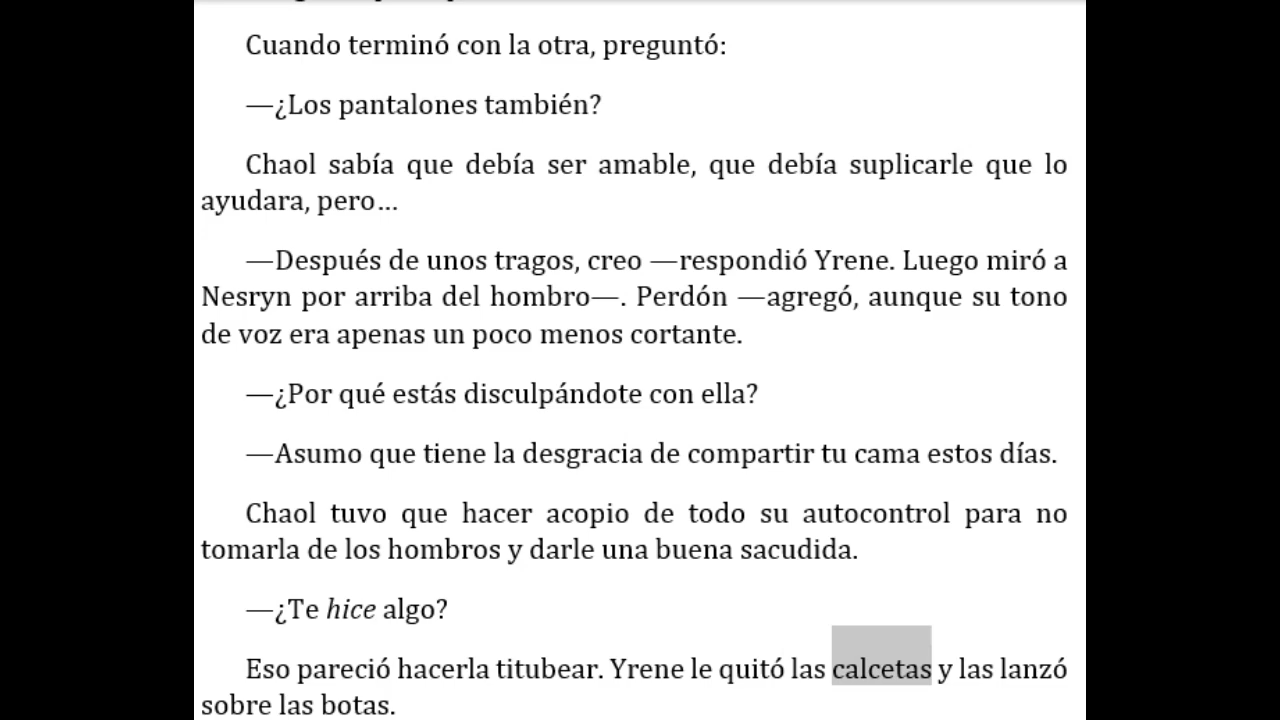 Cuando terminó con la otra, preguntó:
—¿Los pantalones también?
Chaol sabía que debía ser amable, que debía suplicarle que lo
ayudara, pero…
—Después de unos tragos, creo —respondió Yrene. Luego miró a
Nesryn por arriba del hombro—. Perdón —agregó, aunque su tono
de voz era apenas un poco menos cortante.
—¿Por qué estás disculpándote con ella?
—Asumo que tiene la desgracia de compartir tu cama estos días.
Chaol tuvo que hacer acopio de todo su autocontrol para no
tomarla de los hombros y darle una buena sacudida.
—¿Te hice algo?
Eso pareció hacerla titubear. Yrene le quitó las calcetas y las lanzó
sobre las botas.